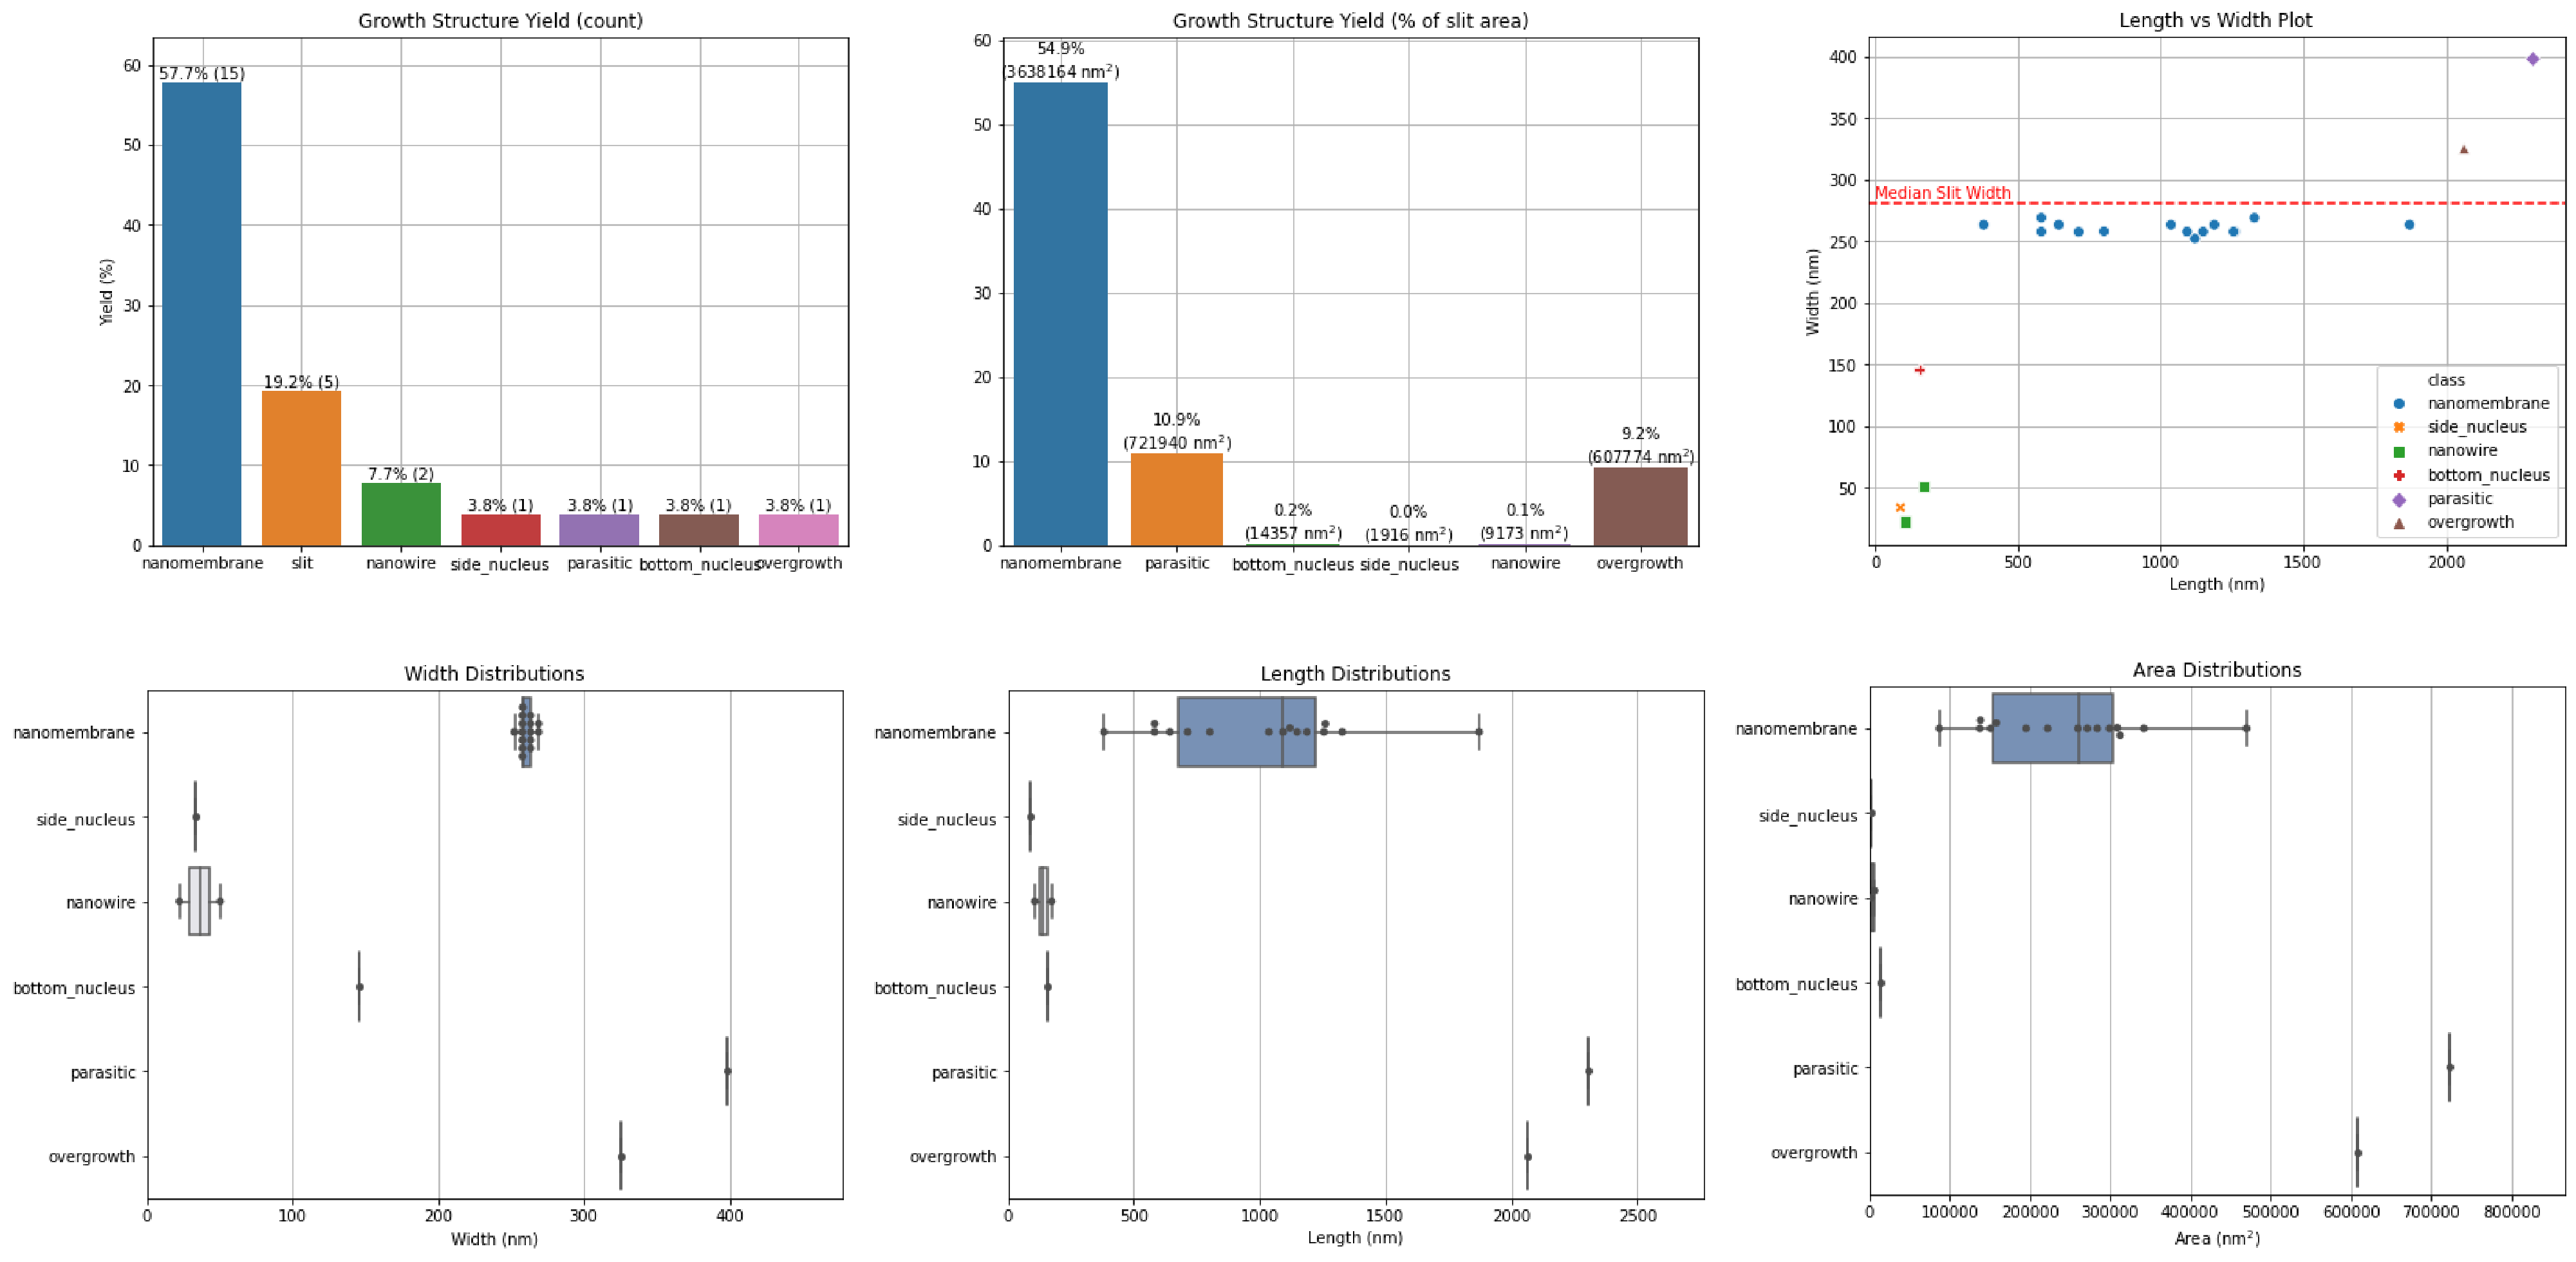 Growth Structure Yield (count)
Yield (%)
60
50
40
30
20
10
0
57.7% (15)
19.2% (5)
7.7% (2)
3.8% (1)
3.8% (1)
3.8% (1)
3.8% (1)
nanomembrane
slit
nanowire
side_nucleus
parasitic
bottom_nucleus
overgrowth
Growth Structure Yield (% of slit area)
60
50
40
30
20
10
0
54.9%
(3638164 nm²)
10.9%
(721940 nm²)
0.2%
(14357 nm²)
0.0%
(1916 nm²)
0.1%
(9173 nm²)
9.2%
(607774 nm²)
nanomembrane
parasitic
bottom_nucleus
side_nucleus
nanowire
overgrowth
Length vs Width Plot
Width (nm)
400
350
300
250
200
150
100
50
Median Slit Width
class
nanomembrane
side_nucleus
nanowire
bottom_nucleus
parasitic
overgrowth
0
500
1000
1500
2000
Length (nm)
Width Distributions
nanomembrane
side_nucleus
nanowire
bottom_nucleus
parasitic
overgrowth
0
100
200
300
400
Width (nm)
Length Distributions
nanomembrane
side_nucleus
nanowire
bottom_nucleus
parasitic
overgrowth
0
500
1000
1500
2000
2500
Length (nm)
Area Distributions
nanomembrane
side_nucleus
nanowire
bottom_nucleus
parasitic
overgrowth
0
100000
200000
300000
400000
500000
600000
700000
800000
Area (nm²)